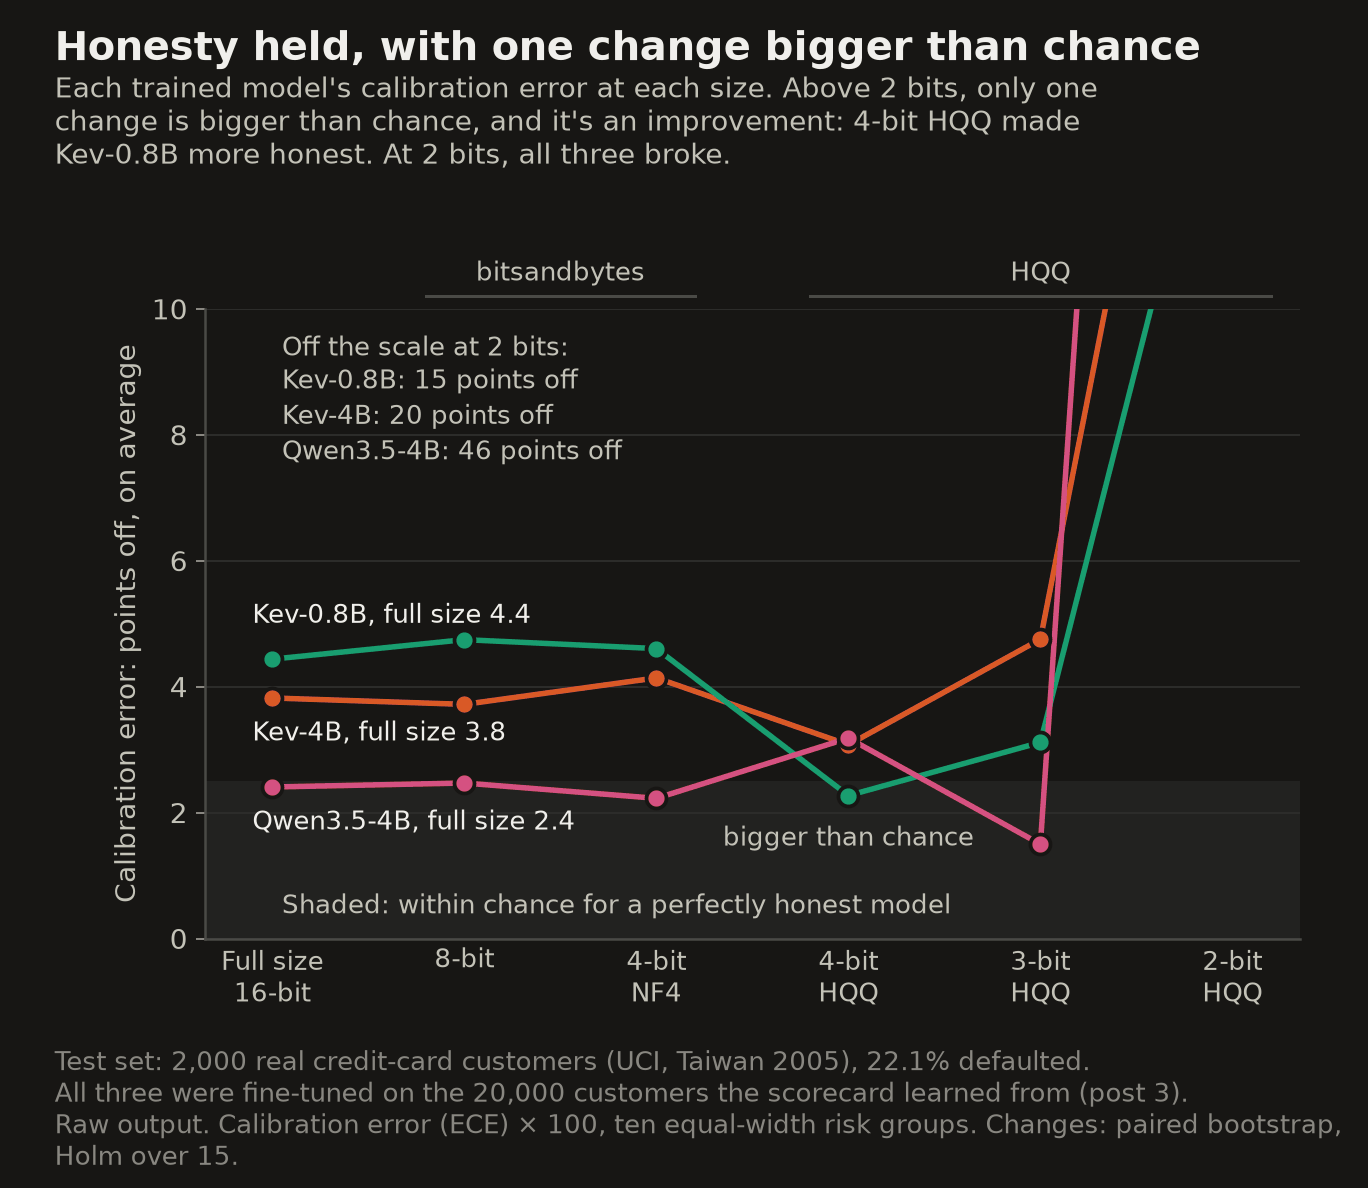 Honesty held, with one change bigger than chance
Each trained model's calibration error at each size. Above 2 bits, only one
change is bigger than chance, and it's an improvement: 4-bit HQQ made
Kev-0.8B more honest. At 2 bits, all three broke.
bitsandbytes
HQQ
Calibration error: points off, on average
10
8
6
4
2
0
Off the scale at 2 bits:
Kev-0.8B: 15 points off
Kev-4B: 20 points off
Qwen3.5-4B: 46 points off
Kev-0.8B, full size 4.4
Kev-4B, full size 3.8
Qwen3.5-4B, full size 2.4
bigger than chance
Shaded: within chance for a perfectly honest model
Full size
16-bit
8-bit
4-bit
NF4
4-bit
HQQ
3-bit
HQQ
2-bit
HQQ
Test set: 2,000 real credit-card customers (UCI, Taiwan 2005), 22.1% defaulted.
All three were fine-tuned on the 20,000 customers the scorecard learned from (post 3).
Raw output. Calibration error (ECE) × 100, ten equal-width risk groups. Changes: paired bootstrap,
Holm over 15.